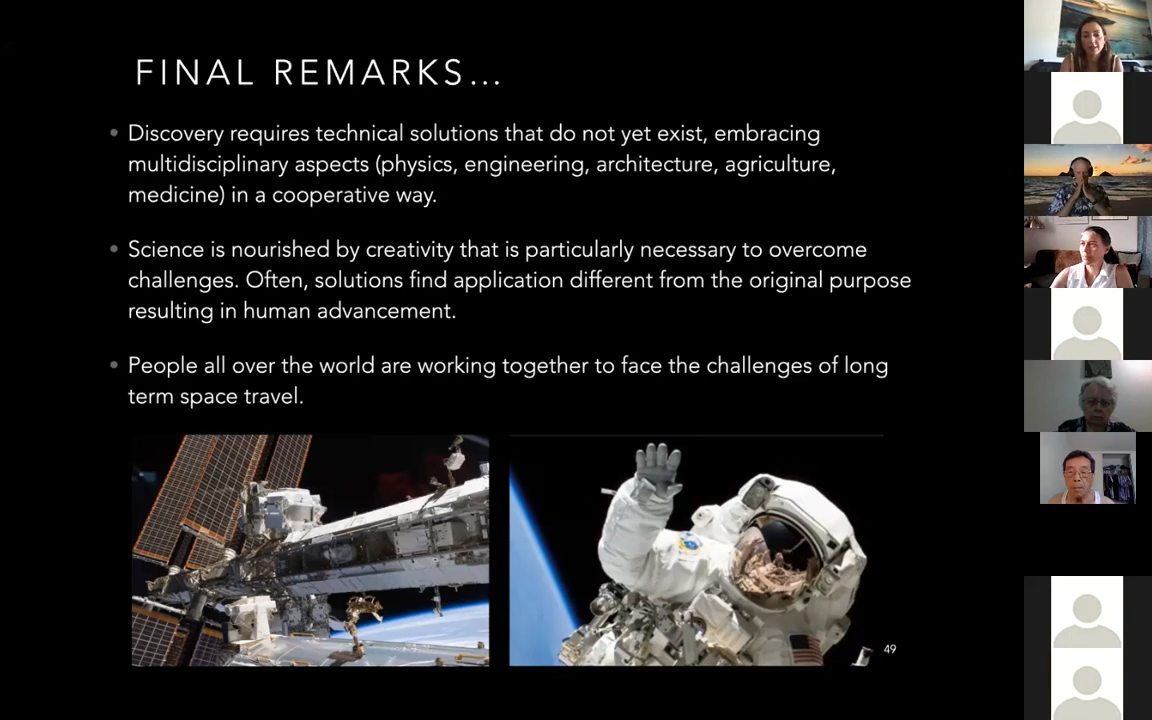 FINAL REMARKS...
• Discovery requires technical solutions that do not yet exist, embracing
multidisciplinary aspects (physics, engineering, architecture, agriculture,
medicine) in a cooperative way.
• Science is nourished by creativity that is particularly necessary to overcome
challenges. Often, solutions find application different from the original purpose
resulting in human advancement.
• People all over the world are working together to face the challenges of long
term space travel.
49